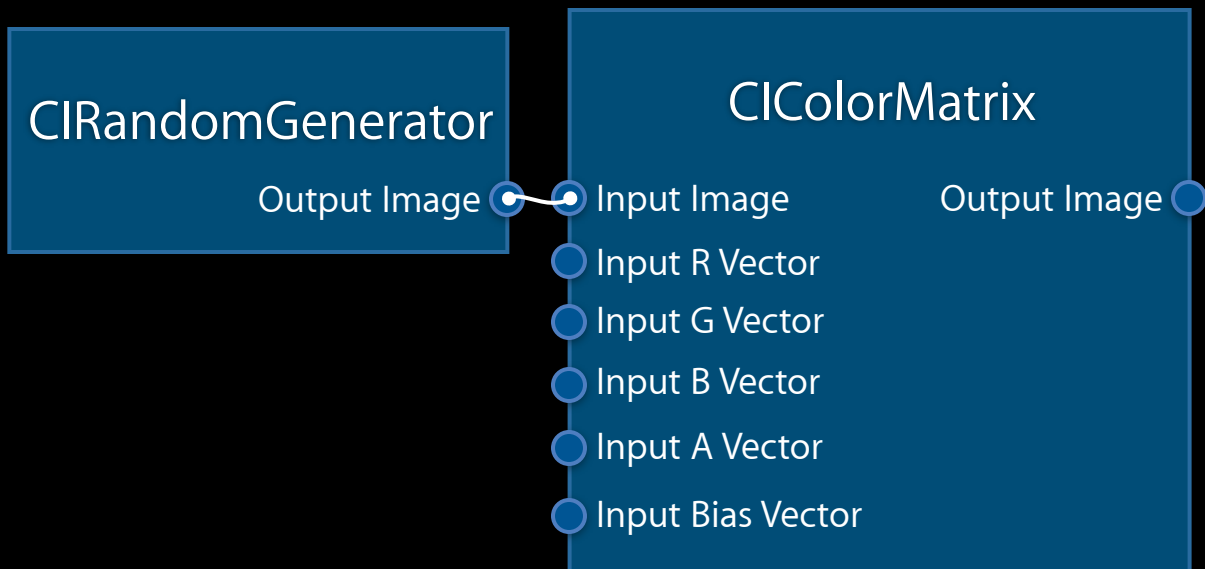 CIRandomGenerator
Output Image
CIColorMatrix
Input Image
Output Image
Input R Vector
Input G Vector
Input B Vector
Input A Vector
Input Bias Vector